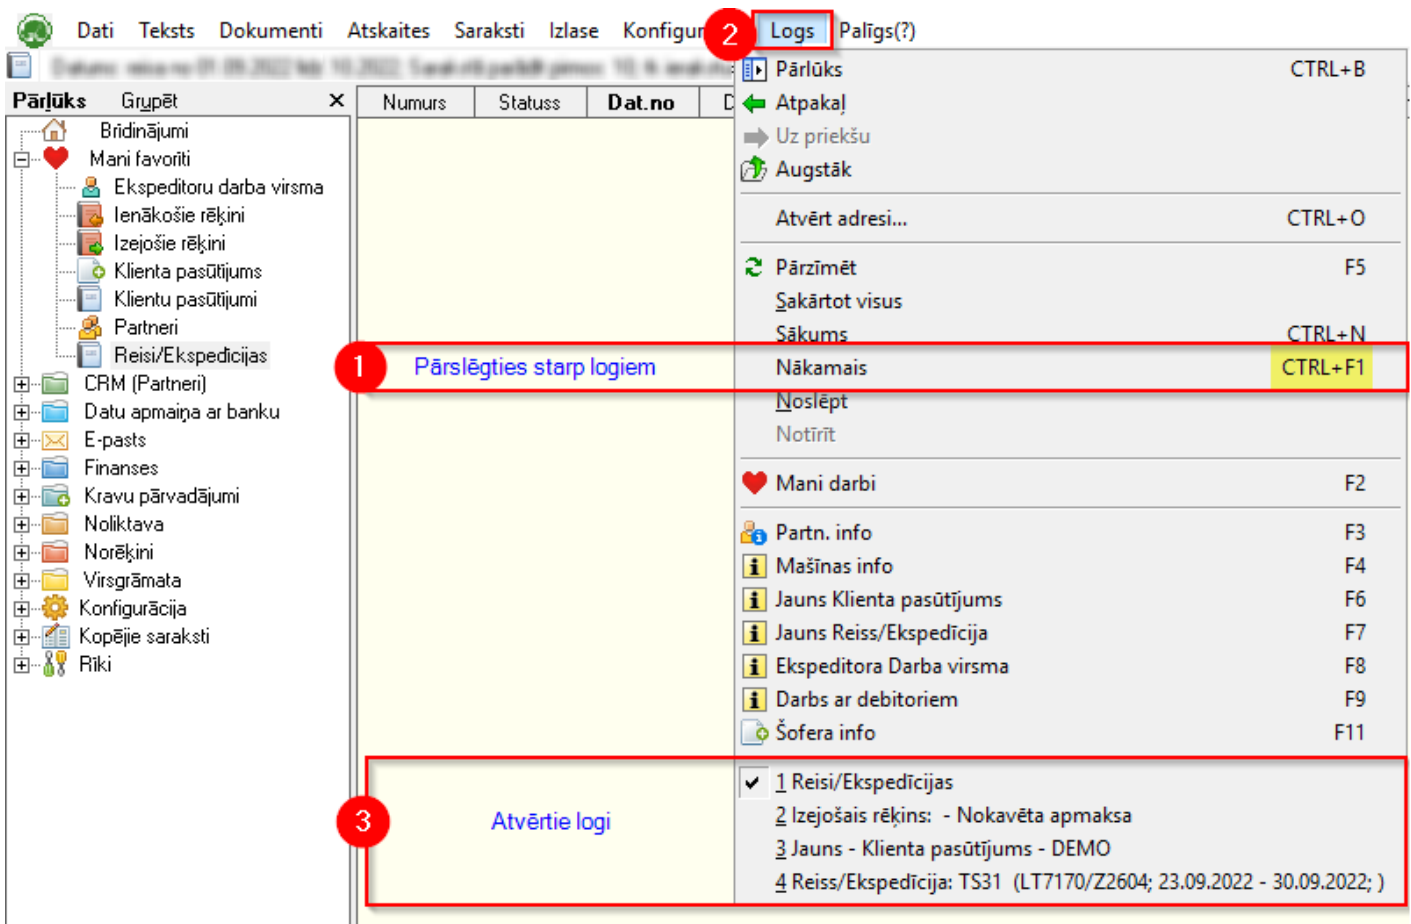 Dati Teksts Dokumenti Atskaites Saraksti Izlase Konfigur 2 Logs Palīgs(?)
Pārlūks Grupēt
Numurs Statuss Dat.no D
Brīdinājumi
Mani favorīti
Ekspeditoru darba virsma
Ienākošie rēķini
Izejošie rēķini
Klienta pasūtījums
Klientu pasūtījumi
Partneri
Reisi/Ekspedīcijas
CRM (Partneri)
Datu apmaiņa ar banku
E-pasts
Finanses
Kravu pārvadājumi
Noliktava
Norēķini
Virsgrāmata
Konfigurācija
Kopējie saraksti
Rīki
Pārlūks CTRL+B
Atpakaļ
Uz priekšu
Augstāk
Atvērt adresi... CTRL+O
Pārzīmēt F5
Sakārtot visus
Sākums CTRL+N
1 Pārslēgties starp logiem Nākamais CTRL+F1
Noslēpt
Notīrīt
Mani darbi F2
Partn. info F3
Mašīnas info F4
Jauns Klienta pasūtījums F6
Jauns Reiss/Ekspedīcija F7
Ekspeditora Darba virsma F8
Darbs ar debitoriem F9
Šofera info F11
3 Atvērtie logi
1 Reisi/Ekspedīcijas
2 Izejošais rēķins: - Nokavēta apmaksa
3 Jauns - Klienta pasūtījums - DEMO
4 Reiss/Ekspedīcija: TS31 (LT7170/Z2604; 23.09.2022 - 30.09.2022; )